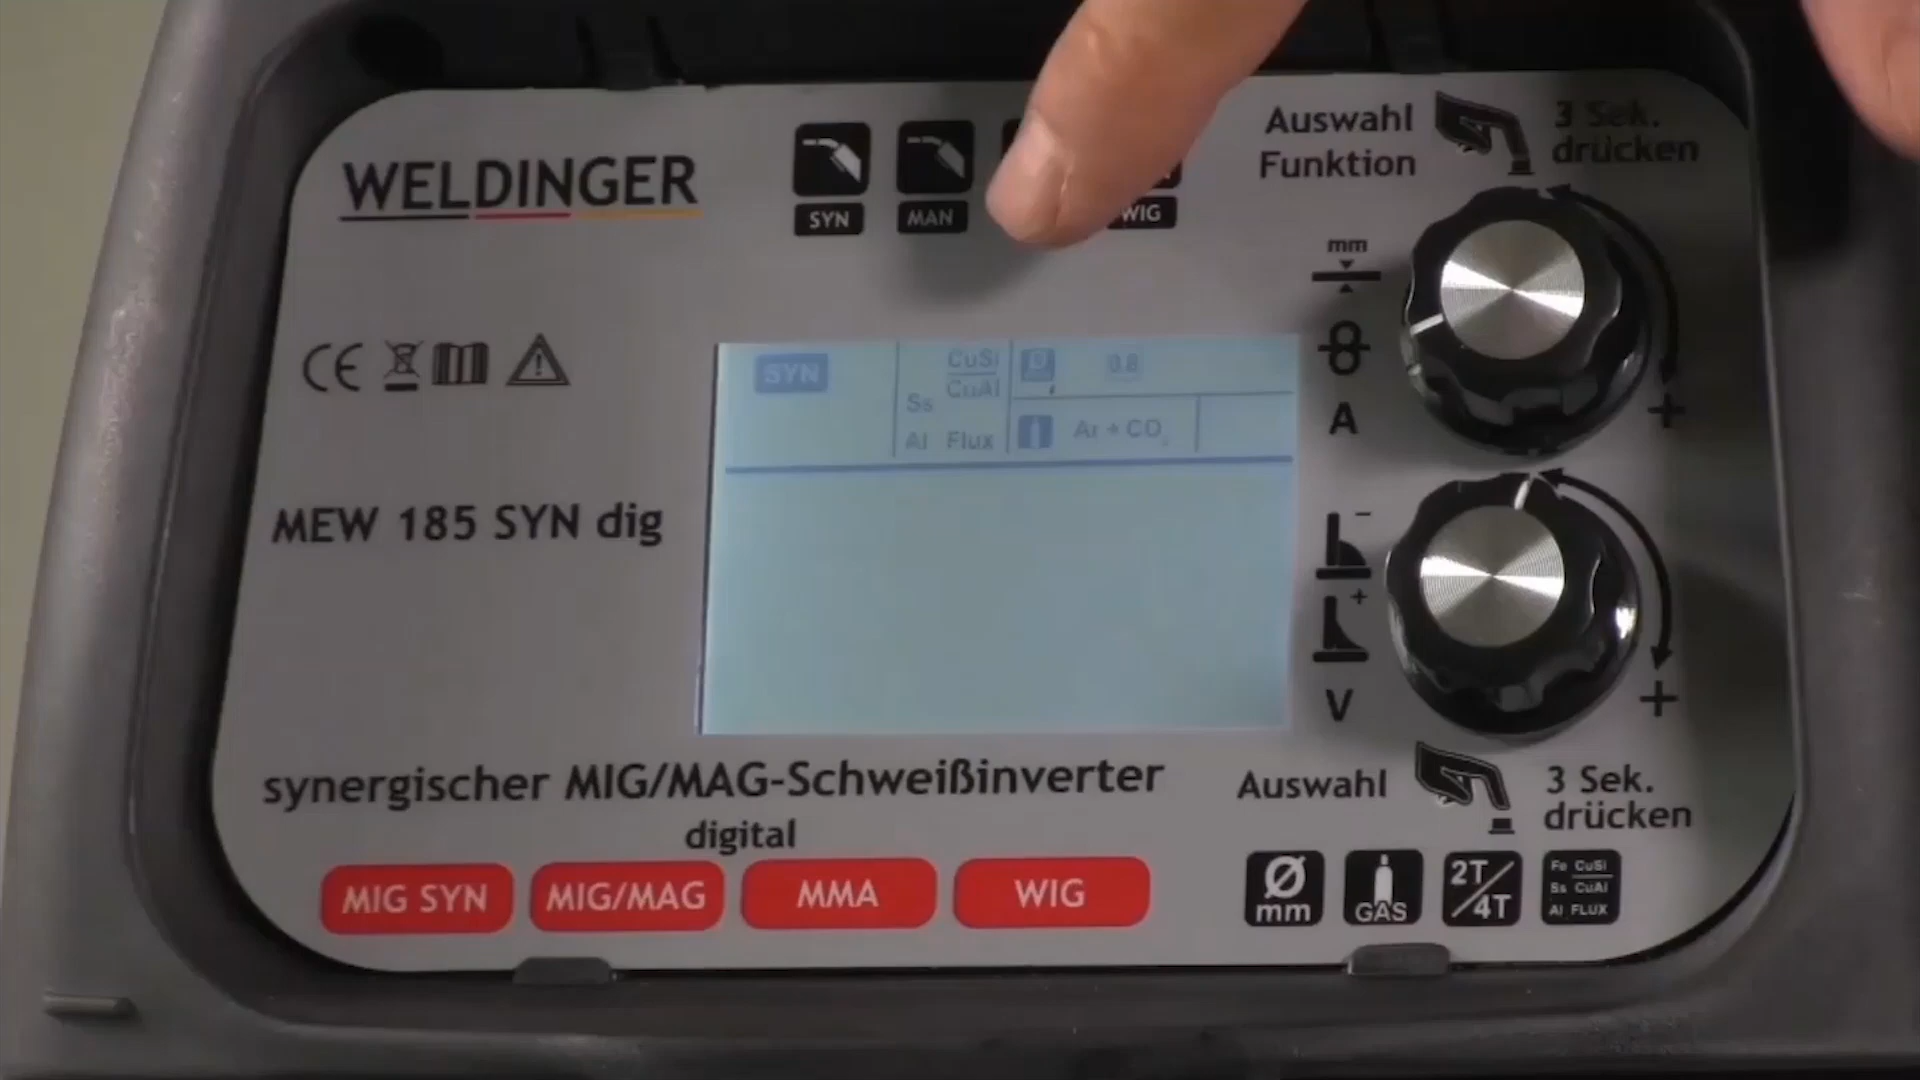 WELDINGER
SYN
MAN
WIG
Auswahl
Funktion
3 Sek.
drücken
mm
A
+
CE
SYN
CuSi
CuAl
Ss
Al Flux
0.8
Ar + CO2
MEW 185 SYN dig
-
+
V
+
synergischer MIG/MAG-Schweißinverter
digital
Auswahl
3 Sek.
drücken
MIG SYN
MIG/MAG
MMA
WIG
Ø
mm
GAS
2T/4T
Fe CuSi
Ss CuAl
Al FLUX